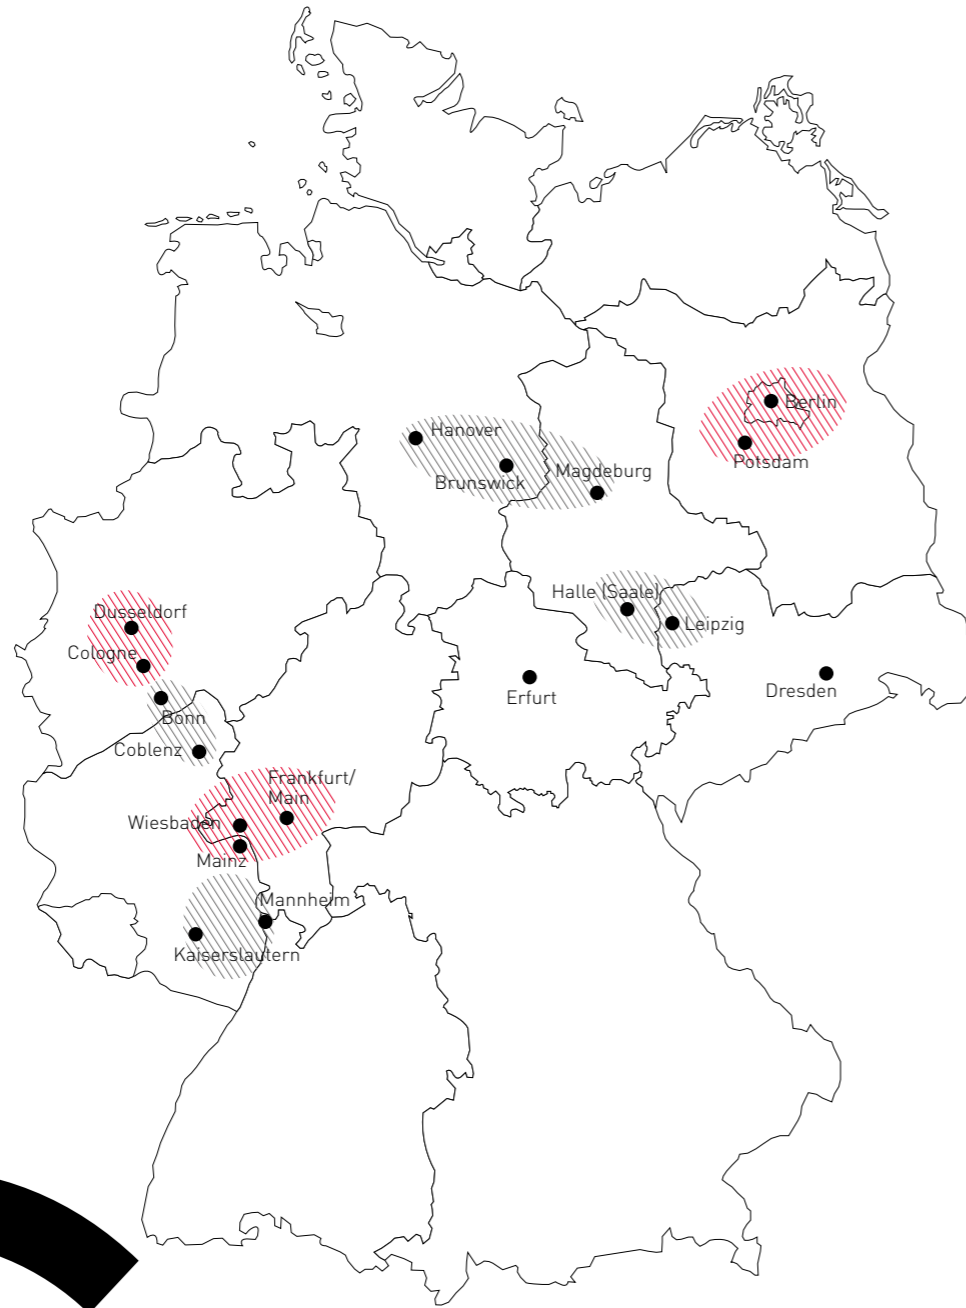 Berlin
Hanover
Potsdam
Magdeburg
Brunswick
Halle (Saale)
Dusseldorf
Leipzig
Cologne
Dresden
Erfurt
Bonn
Coblenz
Frankfurt/
Main
Wiesbaden
Mainz
Mannheim
Kaiserslautern